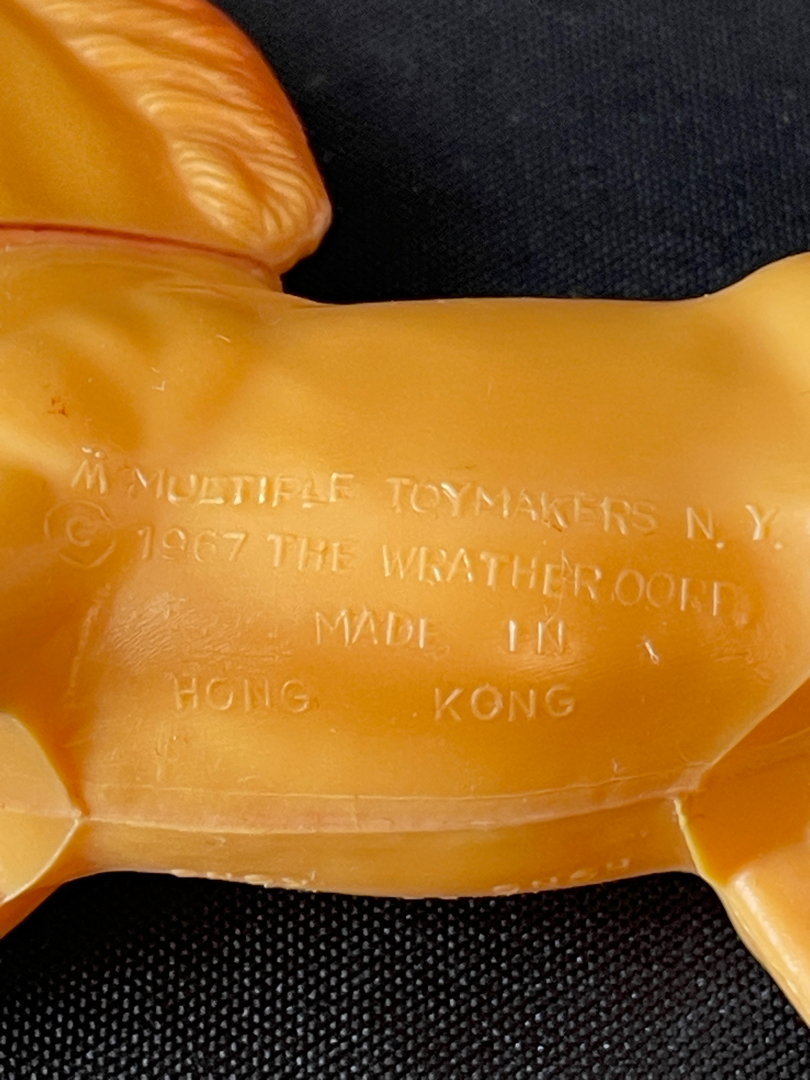 M MULTIPLE TOYMAKERS N. Y.
© 1967 THE WRATHER CORP.
MADE IN
HONG KONG